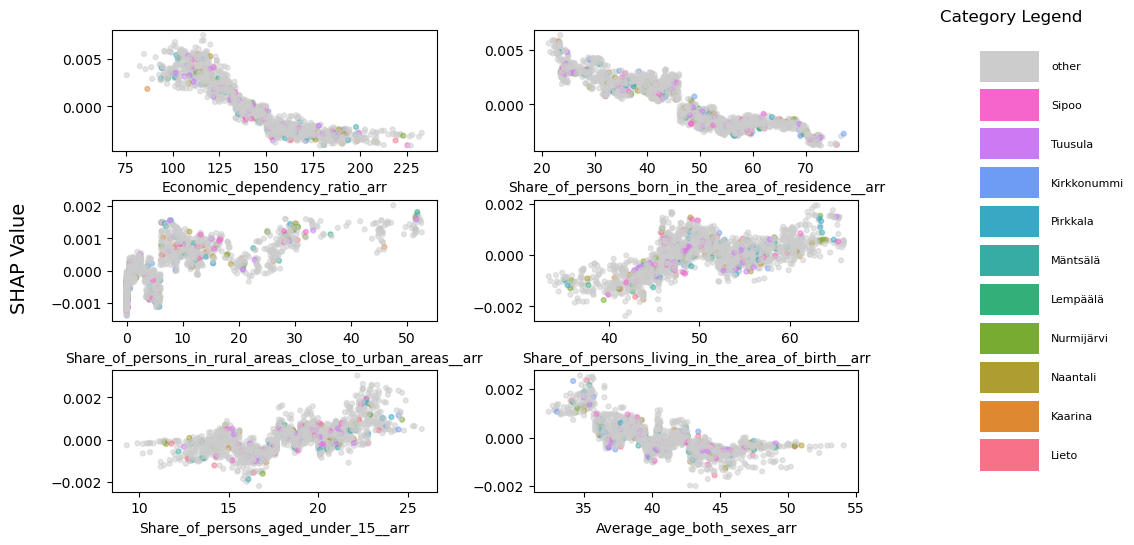 Category Legend
SHAP Value
0.005
0.000
75 100 125 150 175 200 225
Economic_dependency_ratio_arr
0.005
0.000
20 30 40 50 60 70
Share_of_persons_born_in_the_area_of_residence__arr
0.002
0.001
0.000
−0.001
0 10 20 30 40 50
Share_of_persons_in_rural_areas_close_to_urban_areas__arr
0.002
0.000
−0.002
40 50 60
Share_of_persons_living_in_the_area_of_birth__arr
0.002
0.000
−0.002
10 15 20 25
Share_of_persons_aged_under_15__arr
0.002
0.000
−0.002
35 40 45 50 55
Average_age_both_sexes_arr
other
Sipoo
Tuusula
Kirkkonummi
Pirkkala
Mäntsälä
Lempäälä
Nurmijärvi
Naantali
Kaarina
Lieto